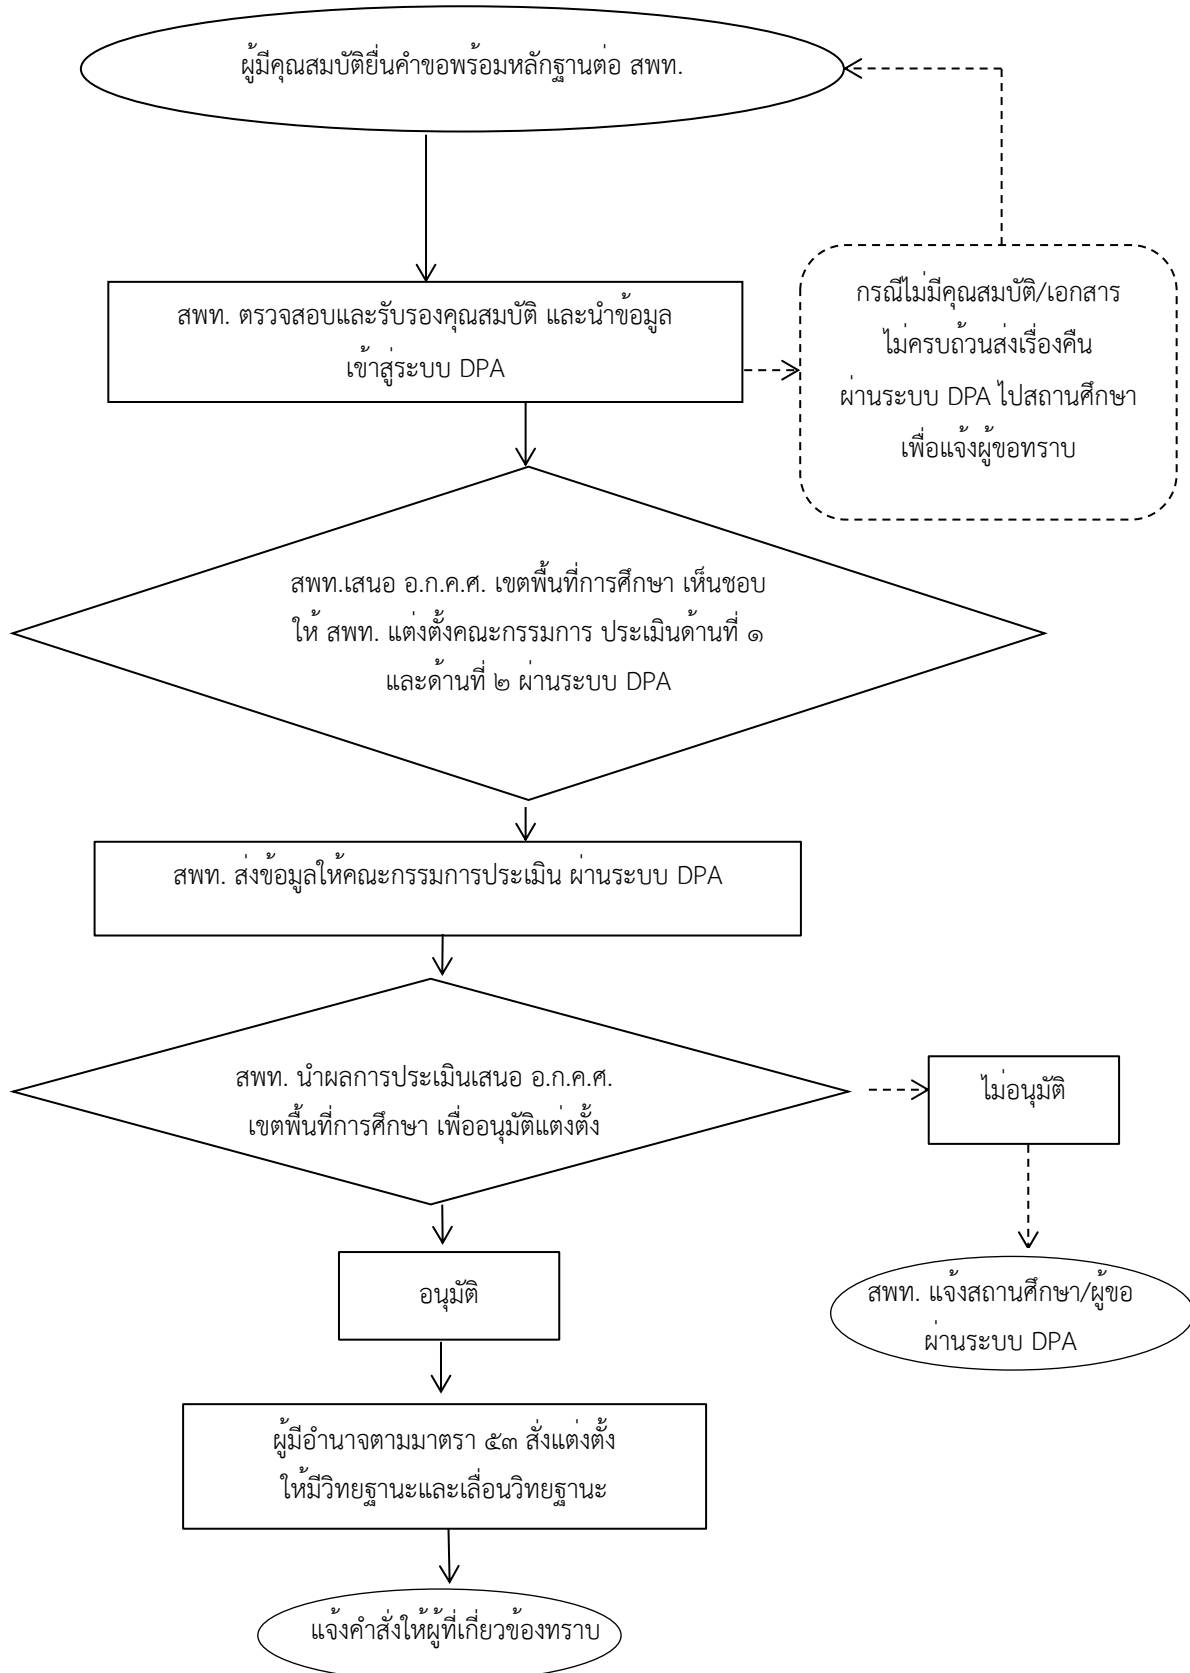 ผู้มีคุณสมบัติยื่นคำขอพร้อมหลักฐานต่อ สพท.
สพท. ตรวจสอบและรับรองคุณสมบัติ และนำข้อมูล
เข้าสู่ระบบ DPA
กรณีไม่มีคุณสมบัติ/เอกสาร
ไม่ครบถ้วนส่งเรื่องคืน
ผ่านระบบ DPA ไปสถานศึกษา
เพื่อแจ้งผู้ขอทราบ
สพท.เสนอ อ.ก.ค.ศ. เขตพื้นที่การศึกษา เห็นชอบ
ให้ สพท. แต่งตั้งคณะกรรมการ ประเมินด้านที่ ๑
และด้านที่ ๒ ผ่านระบบ DPA
สพท. ส่งข้อมูลให้คณะกรรมการประเมิน ผ่านระบบ DPA
สพท. นำผลการประเมินเสนอ อ.ก.ค.ศ.
เขตพื้นที่การศึกษา เพื่ออนุมัติแต่งตั้ง
ไม่อนุมัติ
อนุมัติ
สพท. แจ้งสถานศึกษา/ผู้ขอ
ผ่านระบบ DPA
ผู้มีอำนาจตามมาตรา ๕๓ สั่งแต่งตั้ง
ให้มีวิทยฐานะและเลื่อนวิทยฐานะ
แจ้งคำสั่งให้ผู้ที่เกี่ยวข้องทราบ